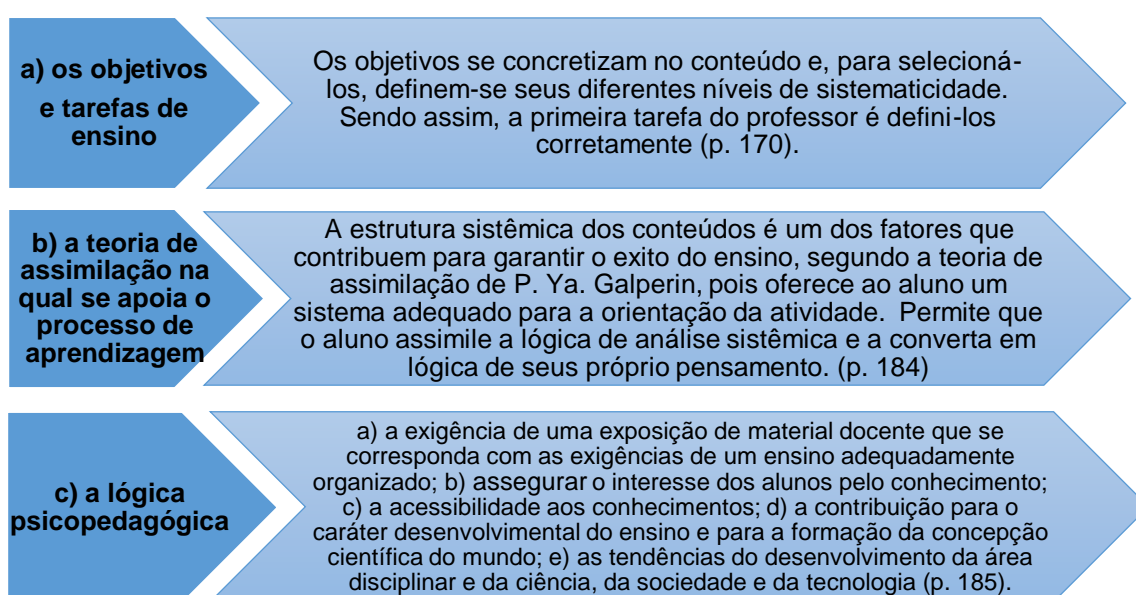 a) os objetivos
e tarefas de
ensino
Os objetivos se concretizam no conteúdo e, para selecioná-
los, definem-se seus diferentes níveis de sistematicidade.
Sendo assim, a primeira tarefa do professor é defini-los
corretamente (p. 170).
b) a teoria de
assimilação na
qual se apoia o
processo de
aprendizagem
A estrutura sistêmica dos conteúdos é um dos fatores que
contribuem para garantir o exito do ensino, segundo a teoria de
assimilação de P. Ya. Galperin, pois oferece ao aluno um
sistema adequado para a orientação da atividade. Permite que
o aluno assimile a lógica de análise sistêmica e a converta em
lógica de seus próprio pensamento. (p. 184)
c) a lógica
psicopedagógica
a) a exigência de uma exposição de material docente que se
corresponda com as exigências de um ensino adequadamente
organizado; b) assegurar o interesse dos alunos pelo conhecimento;
c) a acessibilidade aos conhecimentos; d) a contribuição para o
caráter desenvolvimental do ensino e para a formação da concepção
científica do mundo; e) as tendências do desenvolvimento da área
disciplinar e da ciência, da sociedade e da tecnologia (p. 185).